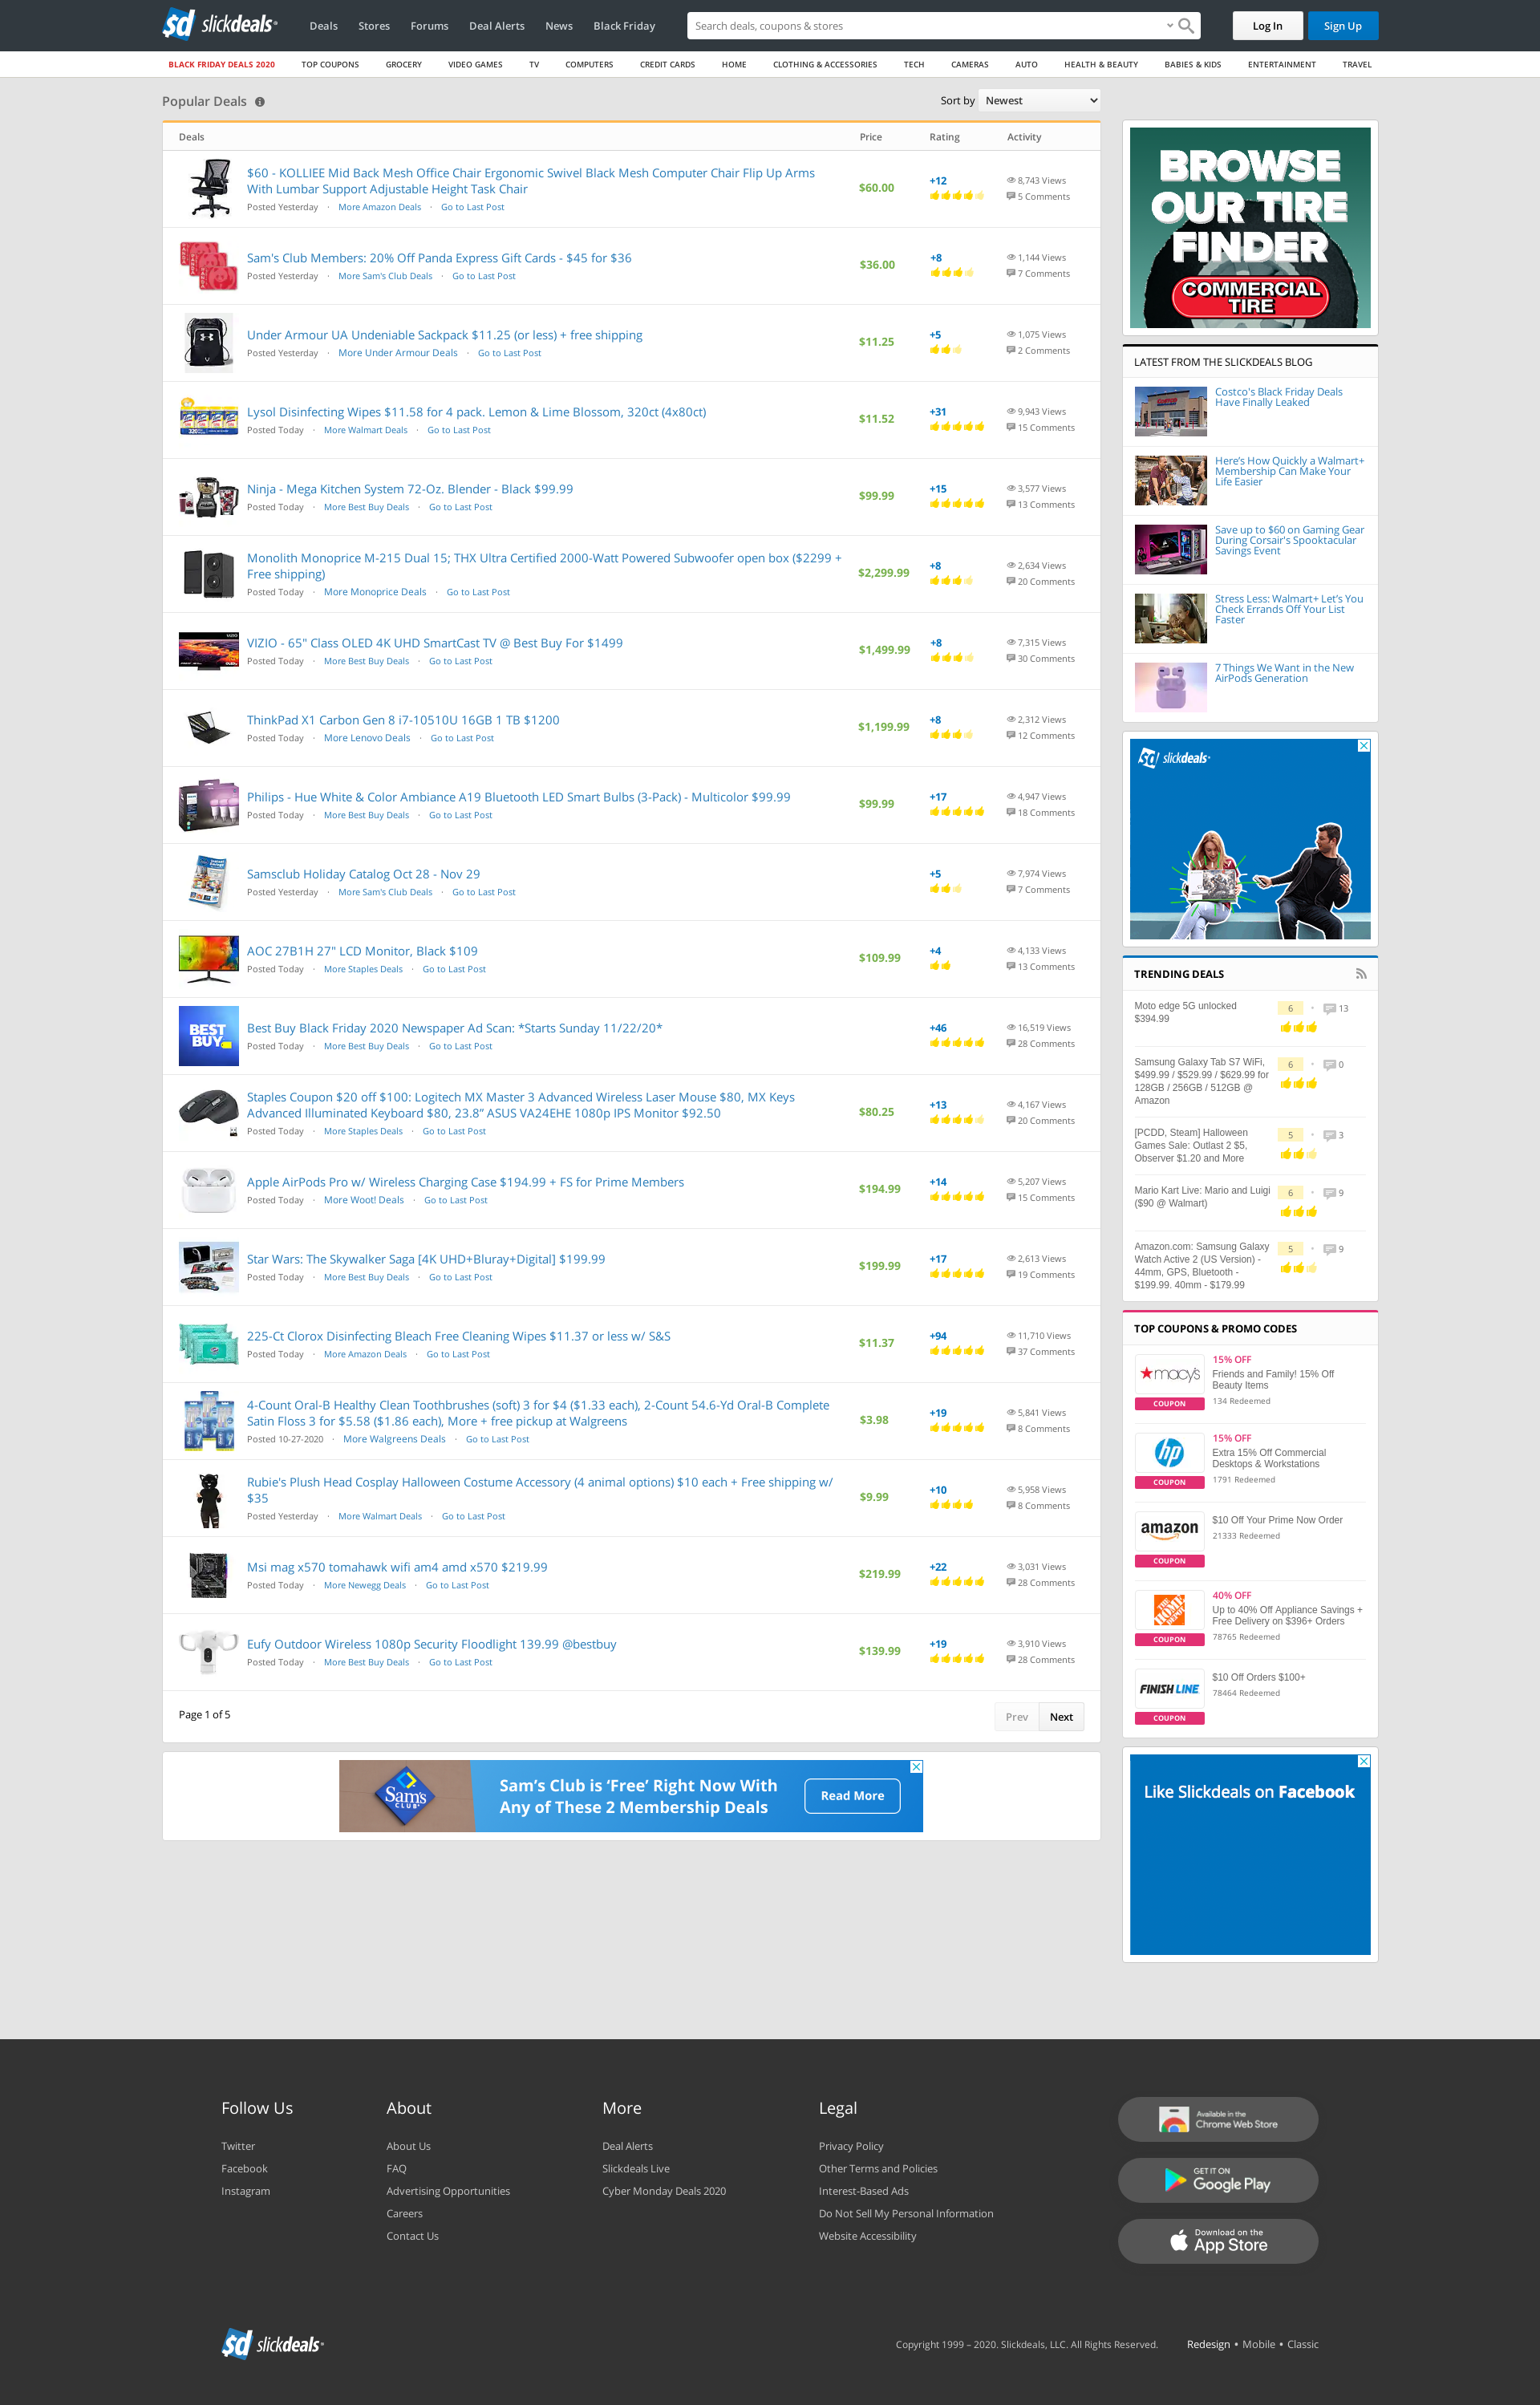 sd slickdeals
Deals
Stores
Forums
Deal Alerts
News
Black Friday
Search deals, coupons & stores
Log In
Sign Up
BLACK FRIDAY DEALS 2020
TOP COUPONS
GROCERY
VIDEO GAMES
TV
COMPUTERS
CREDIT CARDS
HOME
CLOTHING & ACCESSORIES
TECH
CAMERAS
AUTO
HEALTH & BEAUTY
BABIES & KIDS
ENTERTAINMENT
TRAVEL
Popular Deals
Sort by Newest
Deals Price Rating Activity
$60 - KOLLIEE Mid Back Mesh Office Chair Ergonomic Swivel Black Mesh Computer Chair Flip Up Arms
With Lumbar Support Adjustable Height Task Chair
Posted Yesterday · More Amazon Deals · Go to Last Post
$60.00
+12
8,743 Views
5 Comments
Sam's Club Members: 20% Off Panda Express Gift Cards - $45 for $36
Posted Yesterday · More Sam's Club Deals · Go to Last Post
$36.00
+8
1,144 Views
7 Comments
Under Armour UA Undeniable Sackpack $11.25 (or less) + free shipping
Posted Yesterday · More Under Armour Deals · Go to Last Post
$11.25
+5
1,075 Views
2 Comments
Lysol Disinfecting Wipes $11.58 for 4 pack. Lemon & Lime Blossom, 320ct (4x80ct)
Posted Today · More Walmart Deals · Go to Last Post
$11.52
+31
9,943 Views
15 Comments
Ninja - Mega Kitchen System 72-Oz. Blender - Black $99.99
Posted Today · More Best Buy Deals · Go to Last Post
$99.99
+15
3,577 Views
13 Comments
Monolith Monoprice M-215 Dual 15; THX Ultra Certified 2000-Watt Powered Subwoofer open box ($2299 +
Free shipping)
Posted Today · More Monoprice Deals · Go to Last Post
$2,299.99
+8
2,634 Views
20 Comments
VIZIO - 65" Class OLED 4K UHD SmartCast TV @ Best Buy For $1499
Posted Today · More Best Buy Deals · Go to Last Post
$1,499.99
+8
7,315 Views
30 Comments
ThinkPad X1 Carbon Gen 8 i7-10510U 16GB 1 TB $1200
Posted Today · More Lenovo Deals · Go to Last Post
$1,199.99
+8
2,312 Views
12 Comments
Philips - Hue White & Color Ambiance A19 Bluetooth LED Smart Bulbs (3-Pack) - Multicolor $99.99
Posted Today · More Best Buy Deals · Go to Last Post
$99.99
+17
4,947 Views
18 Comments
Samsclub Holiday Catalog Oct 28 - Nov 29
Posted Yesterday · More Sam's Club Deals · Go to Last Post
+5
7,974 Views
7 Comments
AOC 27B1H 27" LCD Monitor, Black $109
Posted Today · More Staples Deals · Go to Last Post
$109.99
+4
4,133 Views
13 Comments
BEST BUY
Best Buy Black Friday 2020 Newspaper Ad Scan: *Starts Sunday 11/22/20*
Posted Today · More Best Buy Deals · Go to Last Post
+46
16,519 Views
28 Comments
Staples Coupon $20 off $100: Logitech MX Master 3 Advanced Wireless Laser Mouse $80, MX Keys
Advanced Illuminated Keyboard $80, 23.8” ASUS VA24EHE 1080p IPS Monitor $92.50
Posted Today · More Staples Deals · Go to Last Post
$80.25
+13
4,167 Views
20 Comments
Apple AirPods Pro w/ Wireless Charging Case $194.99 + FS for Prime Members
Posted Today · More Woot! Deals · Go to Last Post
$194.99
+14
5,207 Views
15 Comments
Star Wars: The Skywalker Saga [4K UHD+Bluray+Digital] $199.99
Posted Today · More Best Buy Deals · Go to Last Post
$199.99
+17
2,613 Views
19 Comments
225-Ct Clorox Disinfecting Bleach Free Cleaning Wipes $11.37 or less w/ S&S
Posted Today · More Amazon Deals · Go to Last Post
$11.37
+94
11,710 Views
37 Comments
4-Count Oral-B Healthy Clean Toothbrushes (soft) 3 for $4 ($1.33 each), 2-Count 54.6-Yd Oral-B Complete
Satin Floss 3 for $5.58 ($1.86 each), More + free pickup at Walgreens
Posted 10-27-2020 · More Walgreens Deals · Go to Last Post
$3.98
+19
5,841 Views
8 Comments
Rubie's Plush Head Cosplay Halloween Costume Accessory (4 animal options) $10 each + Free shipping w/
$35
Posted Yesterday · More Walmart Deals · Go to Last Post
$9.99
+10
5,958 Views
8 Comments
Msi mag x570 tomahawk wifi am4 amd x570 $219.99
Posted Today · More Newegg Deals · Go to Last Post
$219.99
+22
3,031 Views
28 Comments
Eufy Outdoor Wireless 1080p Security Floodlight 139.99 @bestbuy
Posted Today · More Best Buy Deals · Go to Last Post
$139.99
+19
3,910 Views
28 Comments
Page 1 of 5
Prev
Next
Sam's CLUB
Sam’s Club is ‘Free’ Right Now With
Any of These 2 Membership Deals
Read More
BROWSE
OUR TIRE
FINDER
COMMERCIAL
TIRE
LATEST FROM THE SLICKDEALS BLOG
Costco's Black Friday Deals
Have Finally Leaked
Here’s How Quickly a Walmart+
Membership Can Make Your
Life Easier
Save up to $60 on Gaming Gear
During Corsair's Spooktacular
Savings Event
Stress Less: Walmart+ Let’s You
Check Errands Off Your List
Faster
7 Things We Want in the New
AirPods Generation
sd slickdeals
TRENDING DEALS
Moto edge 5G unlocked
$394.99
6 • 13
Samsung Galaxy Tab S7 WiFi,
$499.99 / $529.99 / $629.99 for
128GB / 256GB / 512GB @
Amazon
6 • 0
[PCDD, Steam] Halloween
Games Sale: Outlast 2 $5,
Observer $1.20 and More
5 • 3
Mario Kart Live: Mario and Luigi
($90 @ Walmart)
6 • 9
Amazon.com: Samsung Galaxy
Watch Active 2 (US Version) -
44mm, GPS, Bluetooth -
$199.99. 40mm - $179.99
5 • 9
TOP COUPONS & PROMO CODES
macy's
COUPON
15% OFF
Friends and Family! 15% Off
Beauty Items
134 Redeemed
hp
COUPON
15% OFF
Extra 15% Off Commercial
Desktops & Workstations
1791 Redeemed
amazon
COUPON
$10 Off Your Prime Now Order
21333 Redeemed
THE HOME DEPOT
COUPON
40% OFF
Up to 40% Off Appliance Savings +
Free Delivery on $396+ Orders
78765 Redeemed
FINISH LINE
COUPON
$10 Off Orders $100+
78464 Redeemed
Like Slickdeals on Facebook
Follow Us
Twitter
Facebook
Instagram
About
About Us
FAQ
Advertising Opportunities
Careers
Contact Us
More
Deal Alerts
Slickdeals Live
Cyber Monday Deals 2020
Legal
Privacy Policy
Other Terms and Policies
Interest-Based Ads
Do Not Sell My Personal Information
Website Accessibility
Available in the
Chrome Web Store
GET IT ON
Google Play
Download on the
App Store
sd slickdeals
Copyright 1999 – 2020. Slickdeals, LLC. All Rights Reserved.
Redesign • Mobile • Classic